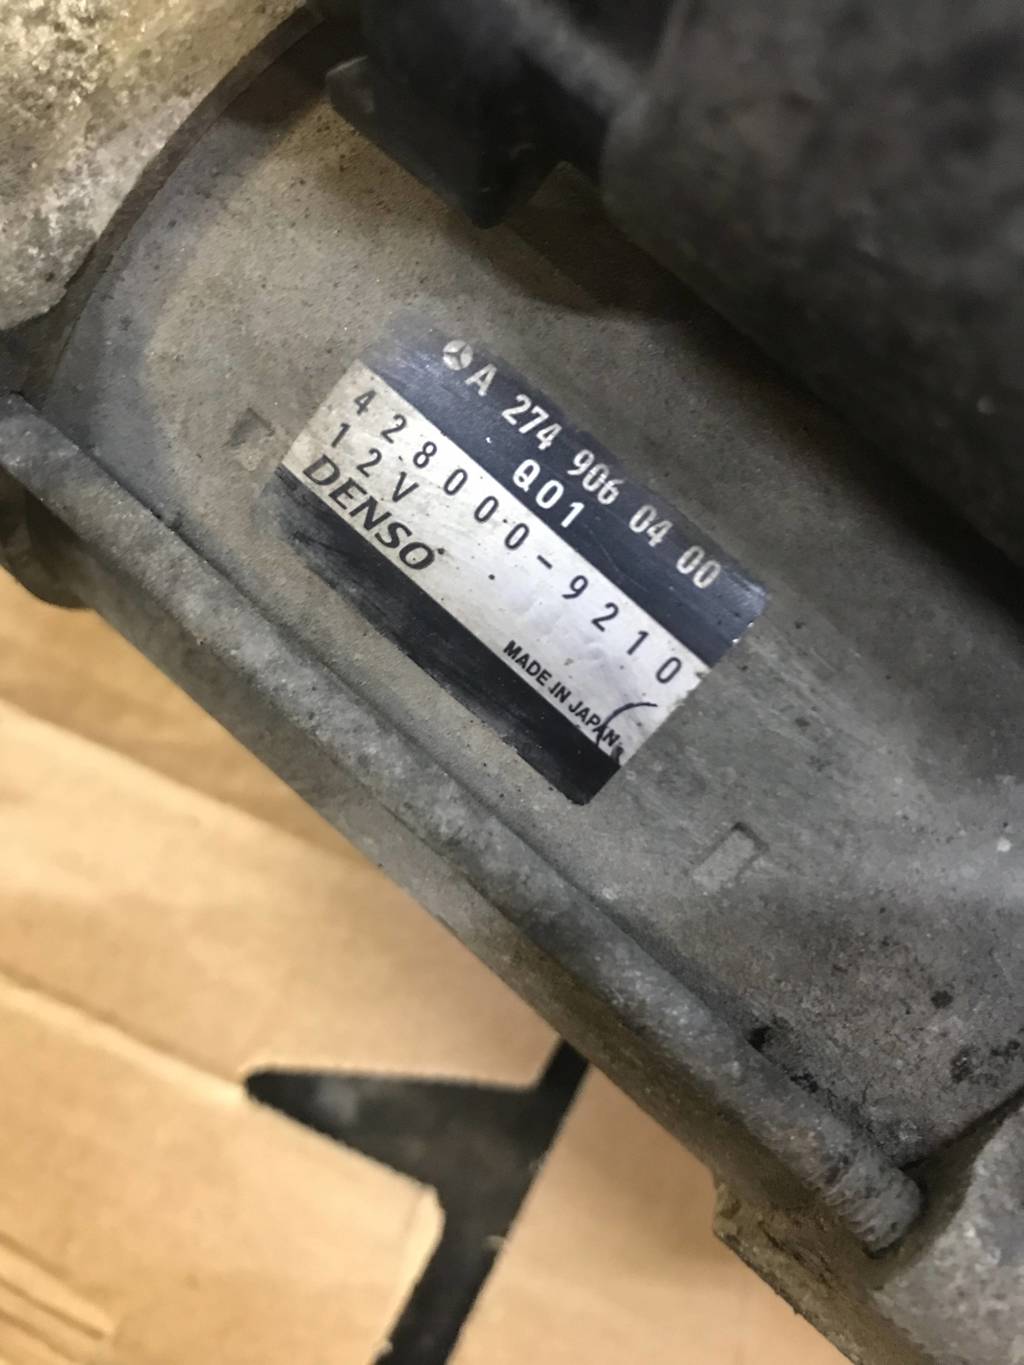 A 274 906 04 00
Q01
428000-9210
12V
DENSO
MADE IN JAPAN